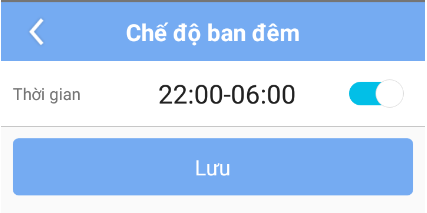 Chế độ ban đêm
Thời gian 22:00-06:00
Lưu